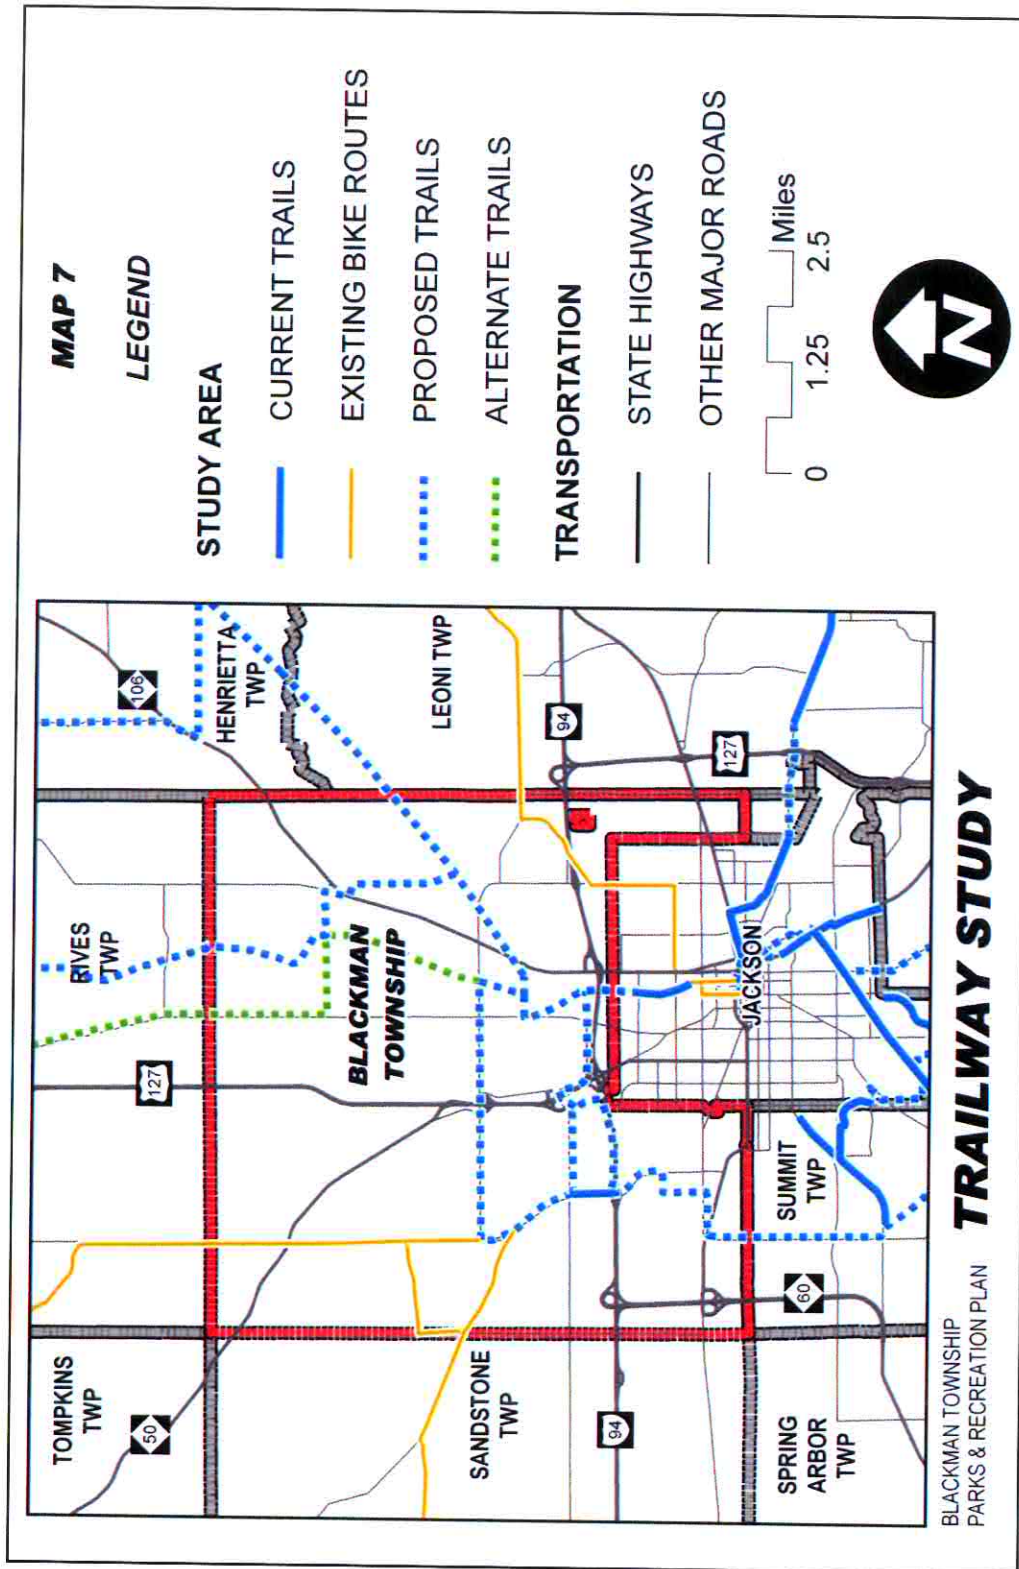 MAP 7
LEGEND
STUDY AREA
CURRENT TRAILS
EXISTING BIKE ROUTES
PROPOSED TRAILS
ALTERNATE TRAILS
TRANSPORTATION
STATE HIGHWAYS
OTHER MAJOR ROADS
Miles
0 1.25 2.5
N
TOMPKINS
TWP
50
127
RIVES
TWP
106
HENRIETTA
TWP
BLACKMAN
TOWNSHIP
SANDSTONE
TWP
LEONI TWP
94
94
SPRING
ARBOR
TWP
60
SUMMIT
TWP
JACKSON
127
BLACKMAN TOWNSHIP
PARKS & RECREATION PLAN
TRAILWAY STUDY